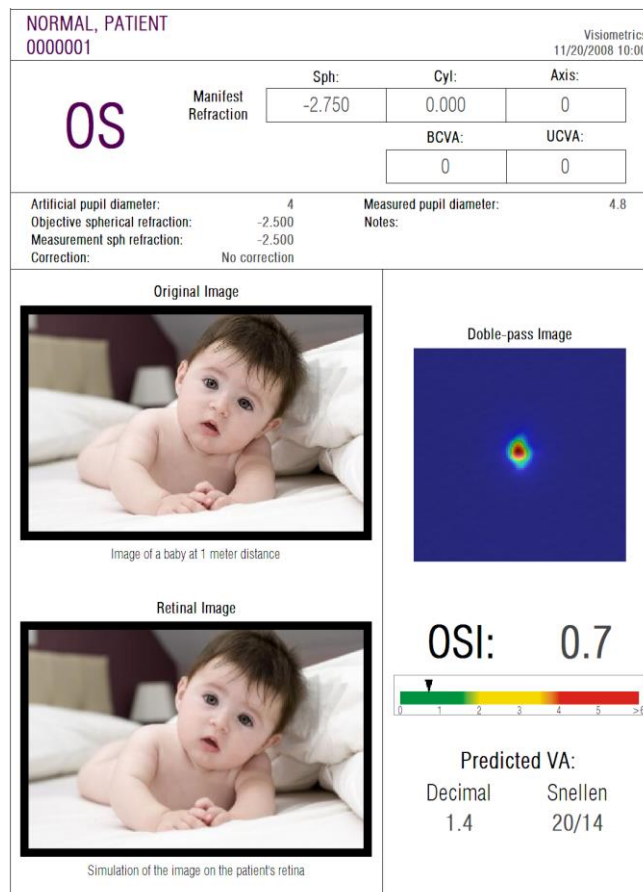 NORMAL, PATIENT
0000001
Visiometrics
11/20/2008 10:00
OS
Manifest
Refraction
Sph: Cyl: Axis:
-2.750 0.000 0
BCVA: UCVA:
0 0
Artificial pupil diameter: 4 Measured pupil diameter: 4.8
Objective spherical refraction: -2.500 Notes:
Measurement sph refraction: -2.500
Correction: No correction
Original Image
Image of a baby at 1 meter distance
Retinal Image
Simulation of the image on the patient's retina
Doble-pass Image
OSI: 0.7
0 1 2 3 4 5 >6
Predicted VA:
Decimal Snellen
1.4 20/14